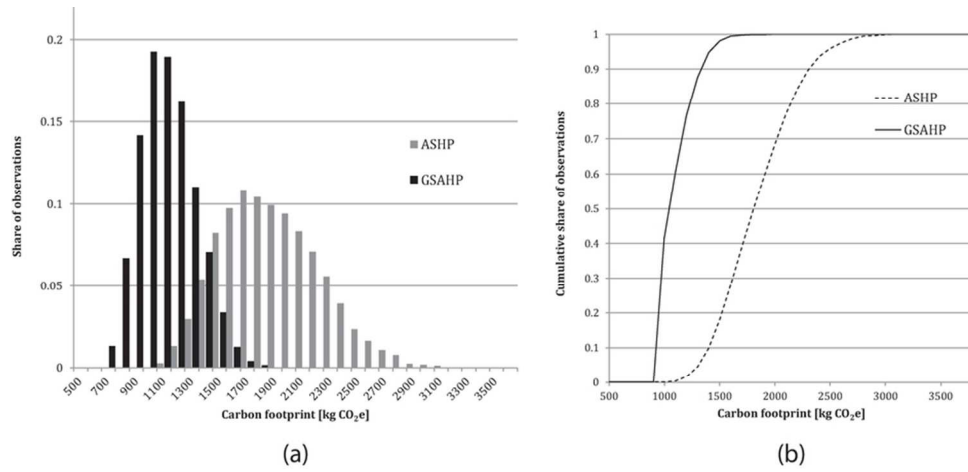 0.2
0.15
0.1
0.05
0
Share of observations
ASHP
GSAHP
500 700 900 1100 1300 1500 1700 1900 2100 2300 2500 2700 2900 3100 3300 3500
Carbon footprint [kg CO₂e]
(a)
1
0.9
0.8
0.7
0.6
0.5
0.4
0.3
0.2
0.1
0
Cumulative share of observations
ASHP
GSAHP
500 1000 1500 2000 2500 3000 3500
Carbon footprint [kg CO₂e]
(b)